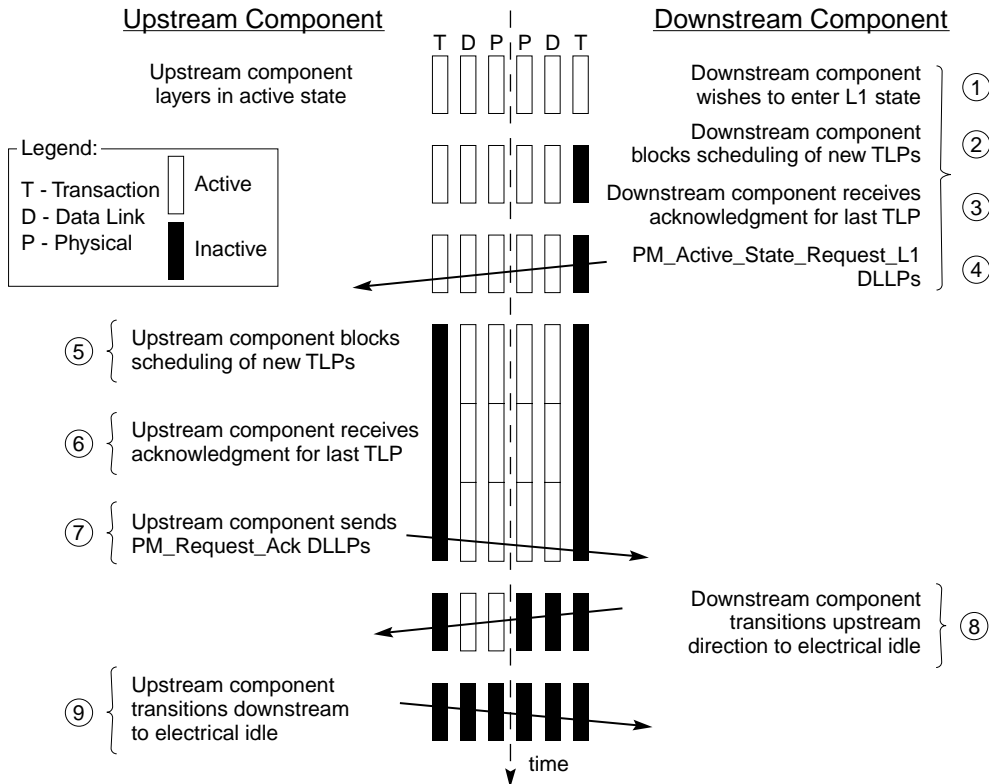 Upstream Component
Downstream Component
T D P P D T
Upstream component
layers in active state
Downstream component
wishes to enter L1 state
1
Downstream component
blocks scheduling of new TLPs
2
Legend:
T - Transaction
D - Data Link
P - Physical
Active
Inactive
Downstream component receives
acknowledgment for last TLP
3
PM_Active_State_Request_L1
DLLPs
4
5
Upstream component blocks
scheduling of new TLPs
6
Upstream component receives
acknowledgment for last TLP
7
Upstream component sends
PM_Request_Ack DLLPs
Downstream component
transitions upstream
direction to electrical idle
8
9
Upstream component
transitions downstream
to electrical idle
time